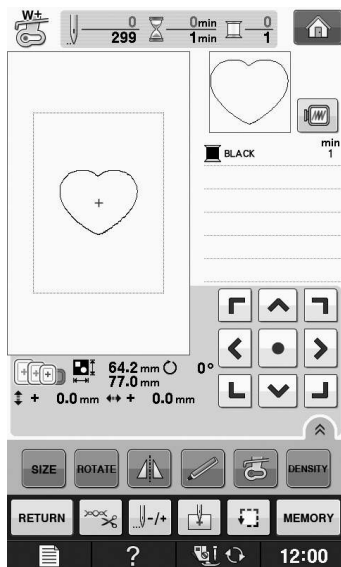 W+
0 0min 0
299 1min 1
min
BLACK 1
64.2 mm 0°
77.0 mm
+ 0.0 mm + 0.0 mm
SIZE ROTATE DENSITY
RETURN -/+ MEMORY
? 12:00